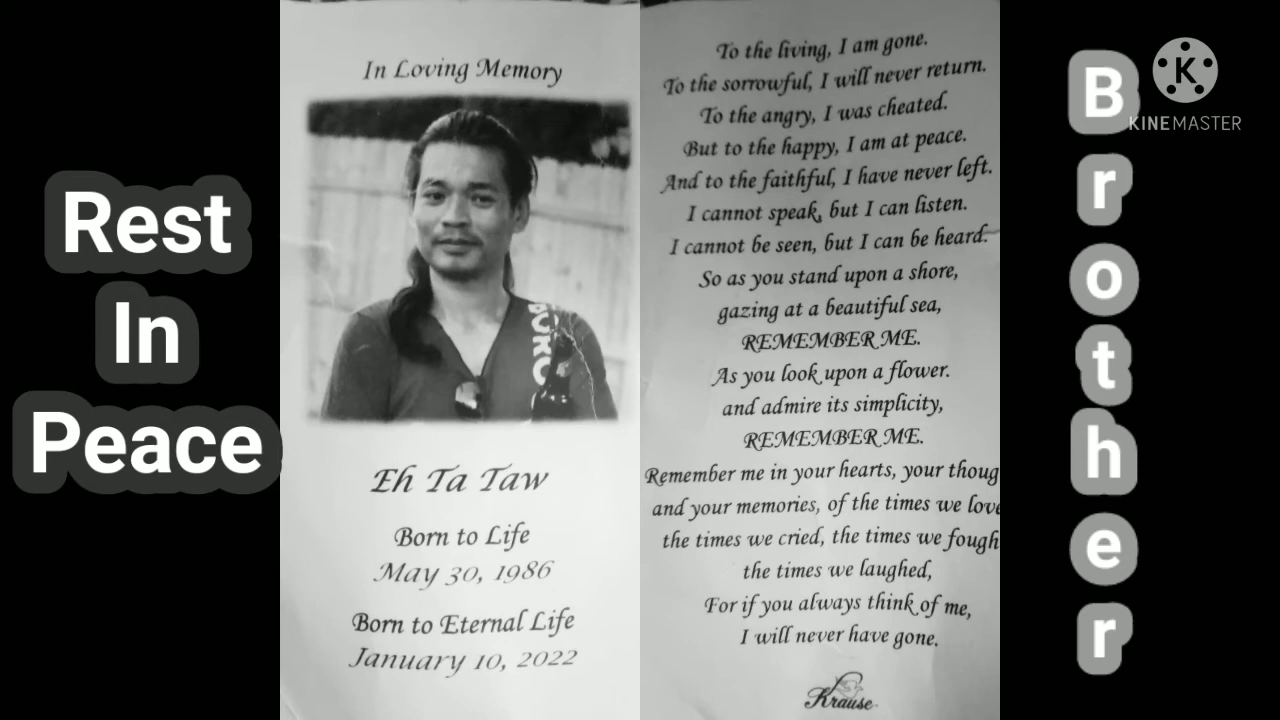 Rest
In
Peace
In Loving Memory
Eh Ta Taw
Born to Life
May 30, 1986
Born to Eternal Life
January 10, 2022
To the living, I am gone.
To the sorrowful, I will never return.
To the angry, I was cheated.
But to the happy, I am at peace.
And to the faithful, I have never left.
I cannot speak, but I can listen.
I cannot be seen, but I can be heard.
So as you stand upon a shore,
gazing at a beautiful sea,
REMEMBER ME.
As you look upon a flower.
and admire its simplicity,
REMEMBER ME.
Remember me in your hearts, your thoug
and your memories, of the times we love
the times we cried, the times we fough
the times we laughed,
For if you always think of me,
I will never have gone.
Krause
Brother
K
KINEMASTER